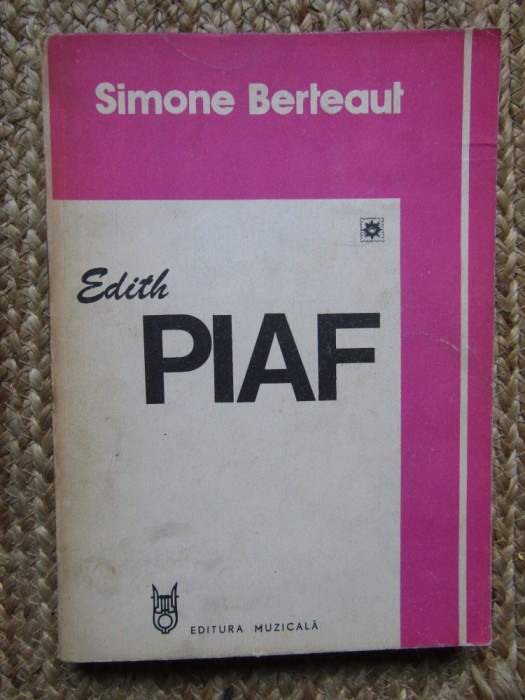 Simone Berteaut
Edith
PIAF
EDITURA MUZICALĂ